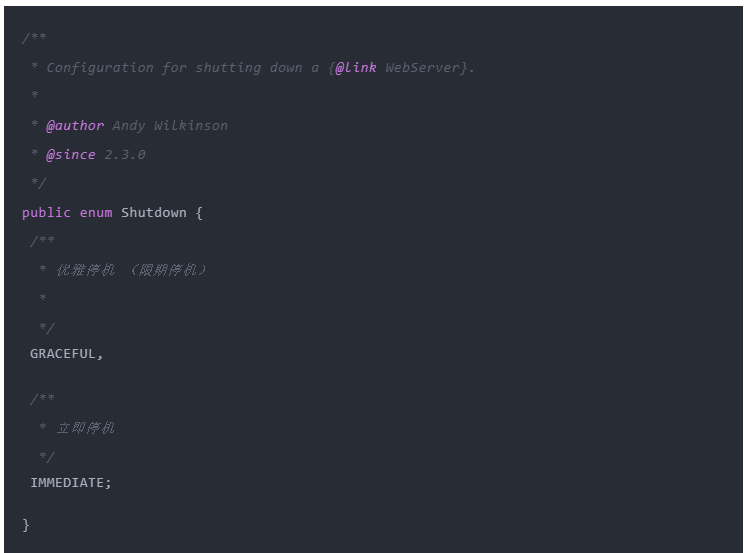 /**
 * Configuration for shutting down a {@link WebServer}.
 *
 * @author Andy Wilkinson
 * @since 2.3.0
 */
public enum Shutdown {
 /**
  * 优雅停机 （限期停机）
  *
  */
 GRACEFUL,
 /**
  * 立即停机
  */
 IMMEDIATE;
}